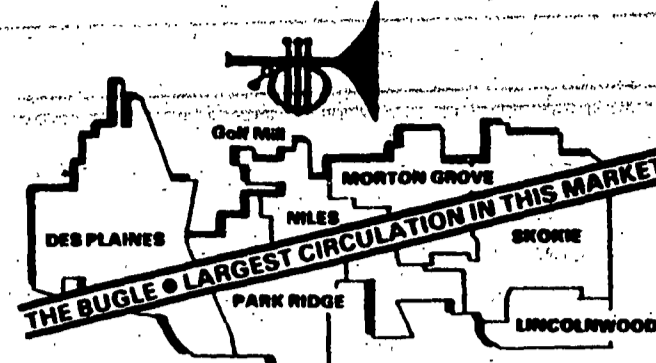 Golf Mill
MORTON GROVE
NILES
DES PLAINES
SKOKIE
THE BUGLE ● LARGEST CIRCULATION IN THIS MARKET
PARK RIDGE
LINCOLNWOOD